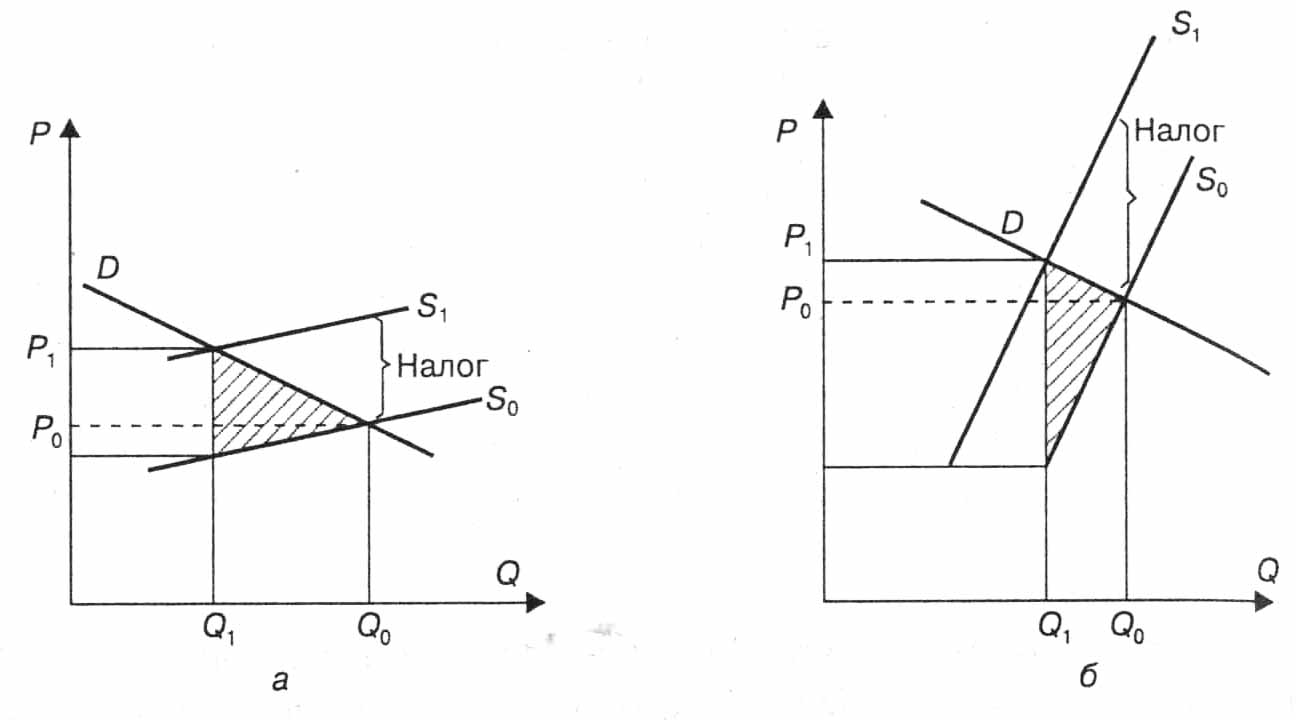 P
D
S₁
P₁
Налог
S₀
P₀
Q
Q₁
Q₀
а
S₁
P
Налог
S₀
D
P₁
P₀
Q
Q₁
Q₀
б